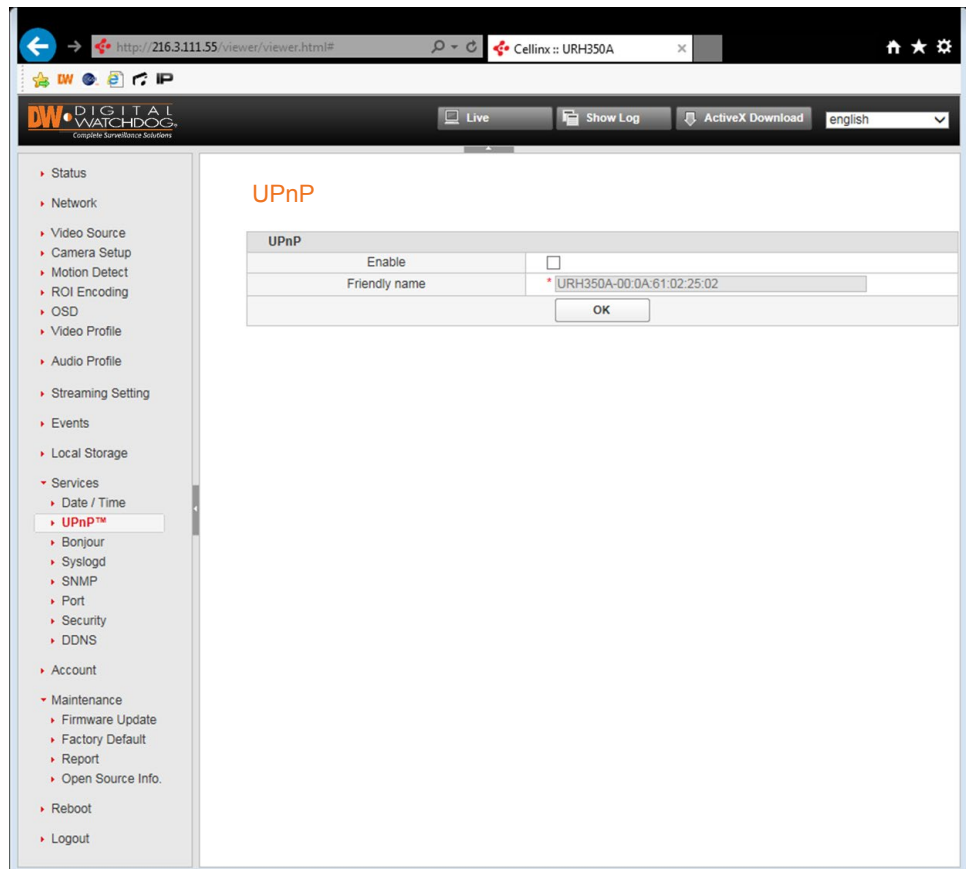 http://216.3.111.55/viewer/viewer.html#
Cellinx :: URH350A
DW
IP
DW DIGITAL
WATCHDOG®
Complete Surveillance Solutions
Live
Show Log
ActiveX Download
english
Status
Network
Video Source
Camera Setup
Motion Detect
ROI Encoding
OSD
Video Profile
Audio Profile
Streaming Setting
Events
Local Storage
Services
Date / Time
UPnP™
Bonjour
Syslogd
SNMP
Port
Security
DDNS
Account
Maintenance
Firmware Update
Factory Default
Report
Open Source Info.
Reboot
Logout
UPnP
UPnP
Enable
Friendly name
* URH350A-00:0A:61:02:25:02
OK